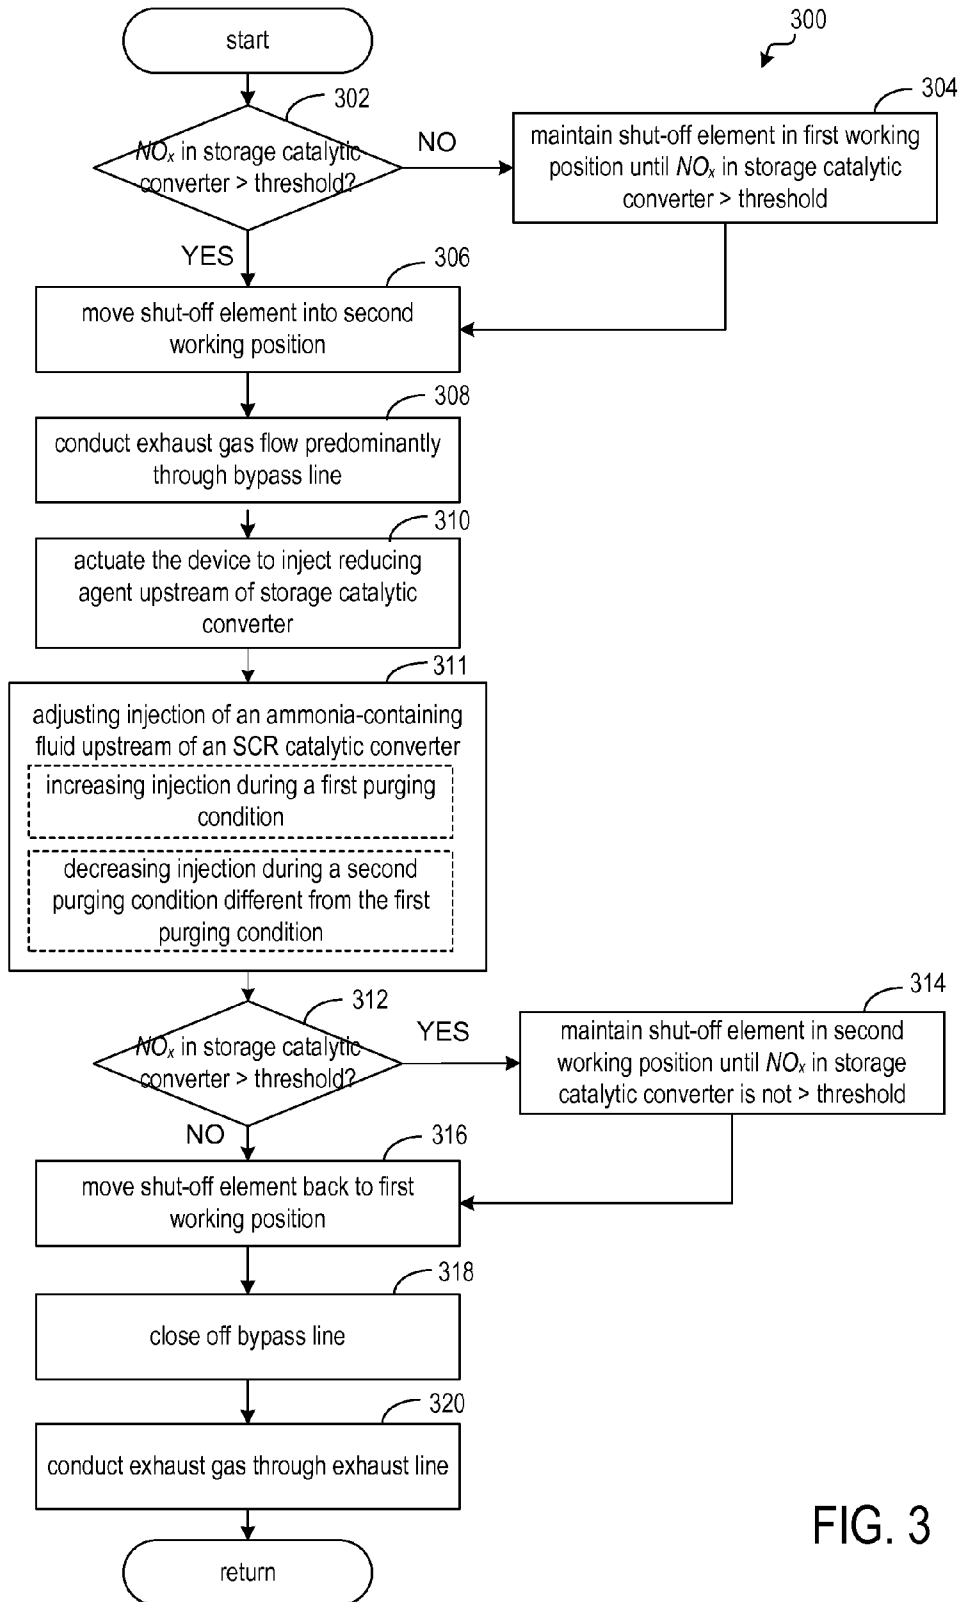 start
300
302
NOx in storage catalytic
converter > threshold?
NO
304
maintain shut-off element in first working
position until NOx in storage catalytic
converter > threshold
YES
306
move shut-off element into second
working position
308
conduct exhaust gas flow predominantly
through bypass line
310
actuate the device to inject reducing
agent upstream of storage catalytic
converter
311
adjusting injection of an ammonia-containing
fluid upstream of an SCR catalytic converter
increasing injection during a first purging
condition
decreasing injection during a second
purging condition different from the first
purging condition
312
NOx in storage catalytic
converter > threshold?
YES
314
maintain shut-off element in second
working position until NOx in storage
catalytic converter is not > threshold
NO
316
move shut-off element back to first
working position
318
close off bypass line
320
conduct exhaust gas through exhaust line
return
FIG. 3